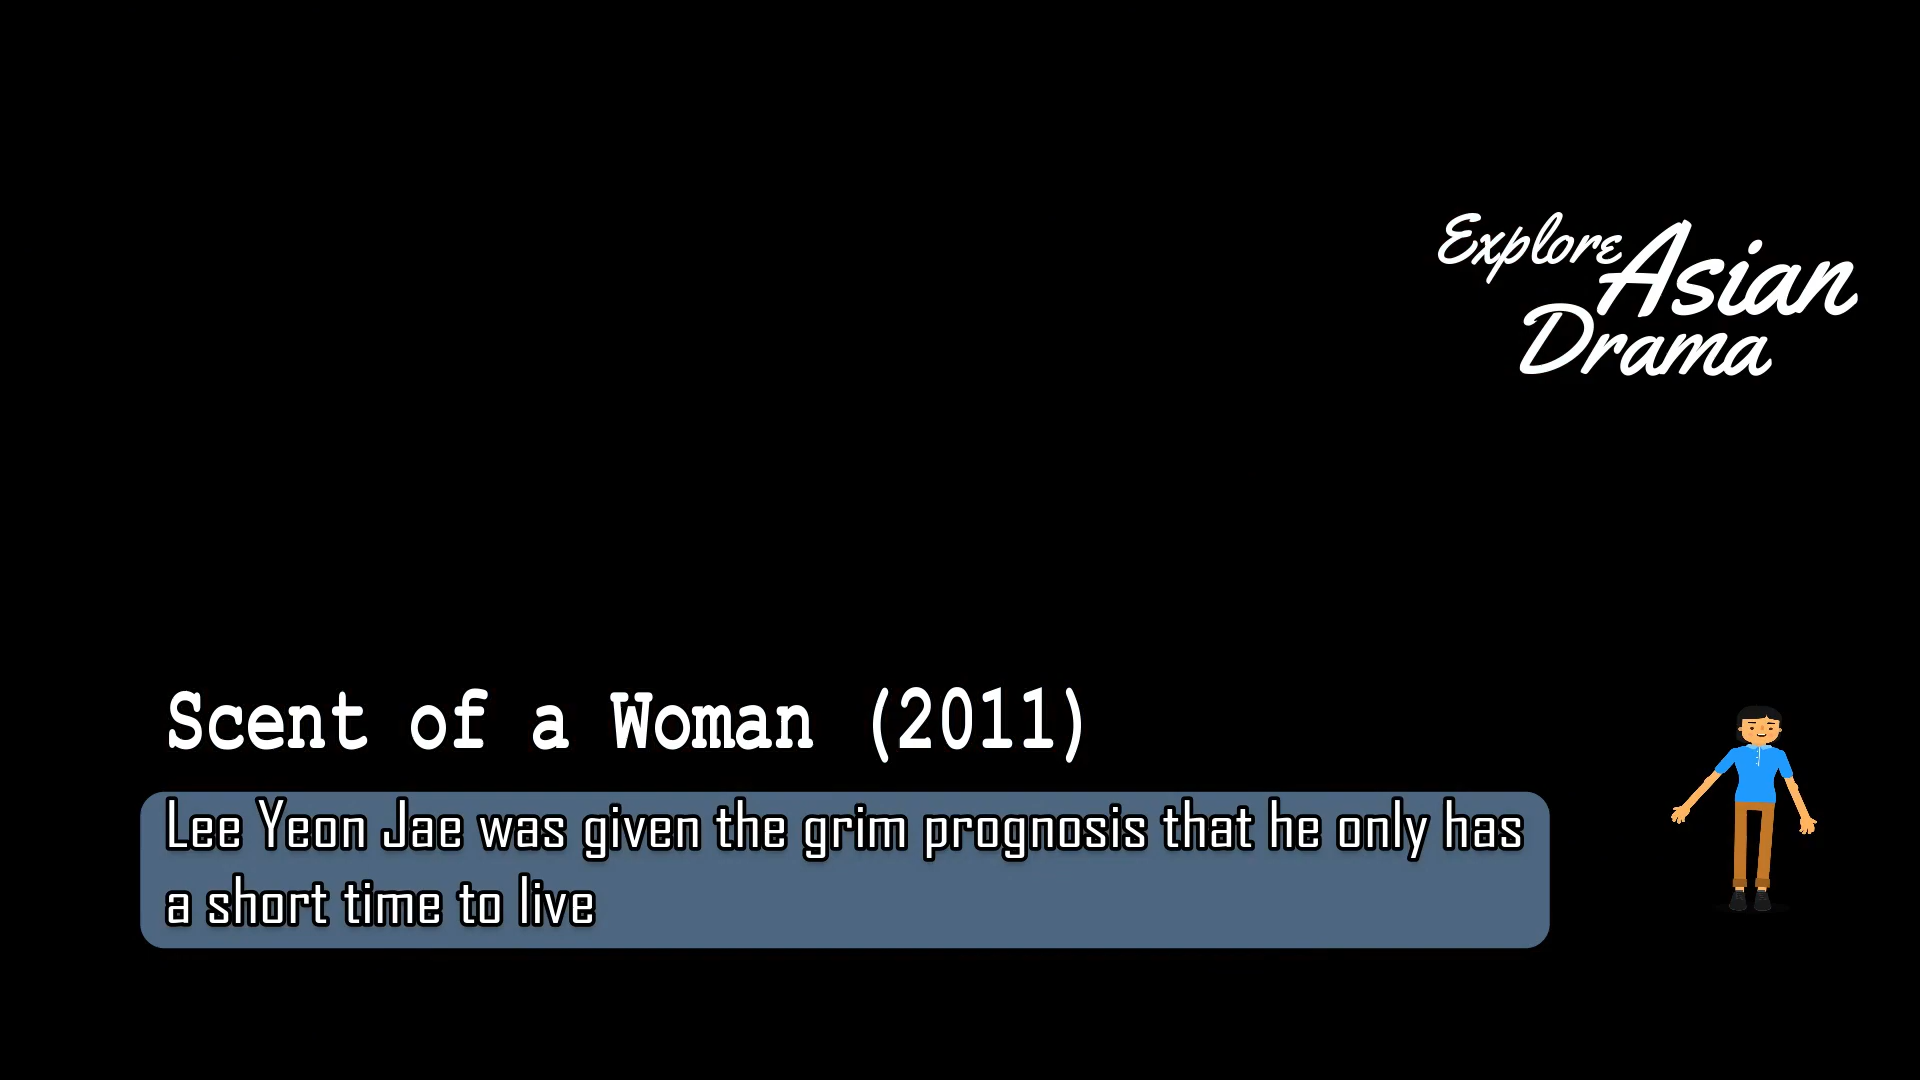 Explore Asian
Drama
Scent of a Woman (2011)
Lee Yeon Jae was given the grim prognosis that he only has
a short time to live